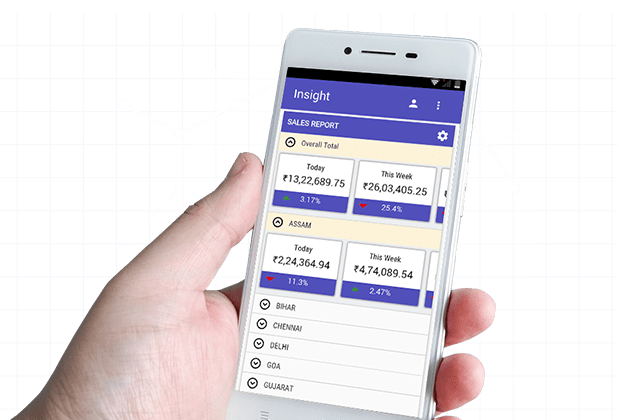 Insight
SALES REPORT
Overall Total
Today
₹13,22,689.75
3.17%
This Week
₹26,03,405.25
25.4%
ASSAM
Today
₹2,24,364.94
11.3%
This Week
₹4,74,089.54
2.47%
BIHAR
CHENNAI
DELHI
GOA
GUJARAT